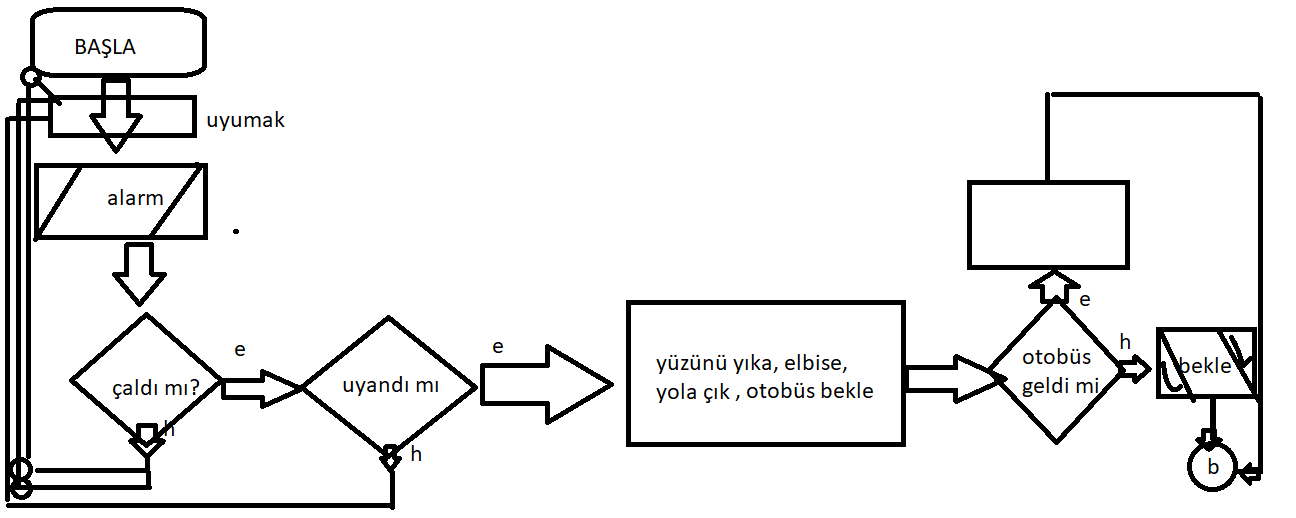 BAŞLA
uyumak
alarm
çaldı mı?
e
h
uyandı mı
e
h
yüzünü yıka, elbise,
yola çık , otobüs bekle
otobüs
geldi mi
e
h
bekle
b